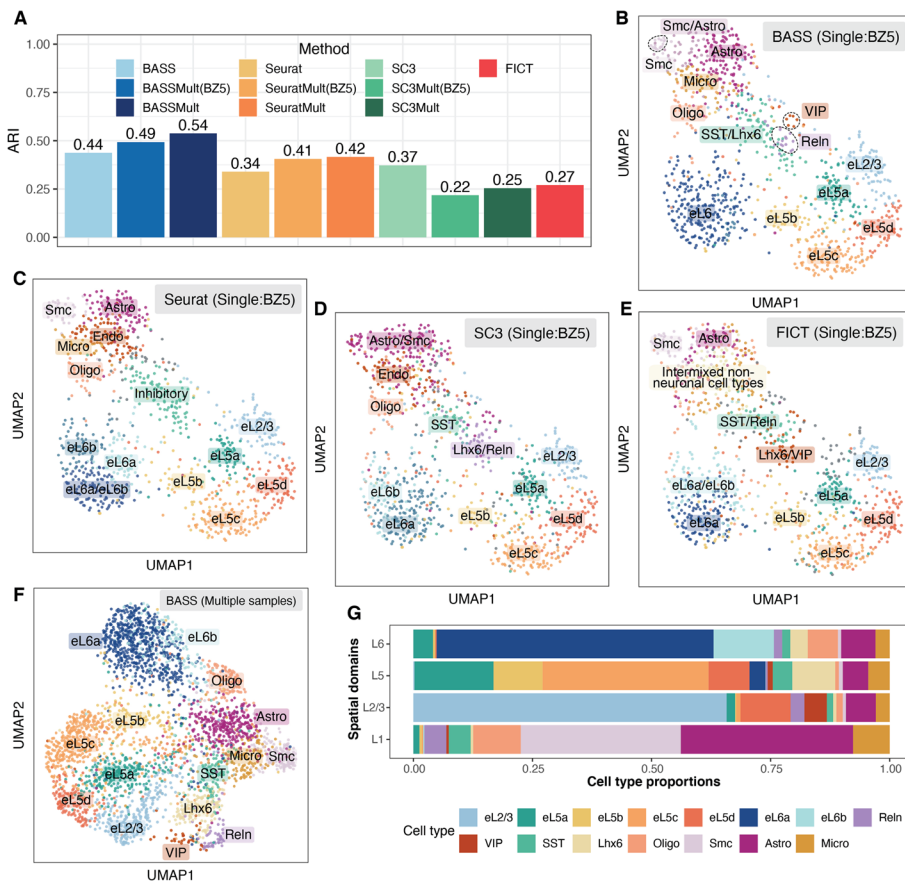 A
Method
BASS
BASSMult(BZ5)
BASSMult
Seurat
SeuratMult(BZ5)
SeuratMult
SC3
SC3Mult(BZ5)
SC3Mult
FICT
ARI
1.00
0.75
0.50
0.25
0.00
0.44
0.49
0.54
0.34
0.41
0.42
0.37
0.22
0.25
0.27
B
BASS (Single:BZ5)
Smc/Astro
Astro
Smc
Micro
Oligo
VIP
SST/Lhx6
Reln
eL2/3
eL5a
eL6
eL5b
eL5d
eL5c
UMAP2
UMAP1
C
Seurat (Single:BZ5)
Smc
Astro
Endo
Micro
Oligo
Inhibitory
eL2/3
eL6b
eL6a
eL5a
eL6a/eL6b
eL5b
eL5d
eL5c
UMAP2
UMAP1
D
SC3 (Single:BZ5)
Astro/Smc
Endo
Oligo
SST
Lhx6/Reln
eL2/3
eL6b
eL5a
eL6a
eL5b
eL5d
eL5c
UMAP2
UMAP1
E
FICT (Single:BZ5)
Smc
Astro
Intermixed non-
neuronal cell types
SST/Reln
Lhx6/VIP
eL2/3
eL6a/eL6b
eL5a
eL6a
eL5b
eL5d
eL5c
UMAP2
UMAP1
F
BASS (Multiple samples)
eL6a
eL6b
Oligo
eL5b
Astro
eL5c
Micro
Smc
eL5a
SST
eL5d
Lhx6
eL2/3
Reln
VIP
UMAP2
UMAP1
G
Spatial domains
L6
L5
L2/3
L1
0.00
0.25
0.50
0.75
1.00
Cell type proportions
Cell type
eL2/3
eL5a
eL5b
eL5c
eL5d
eL6a
eL6b
Reln
VIP
SST
Lhx6
Oligo
Smc
Astro
Micro